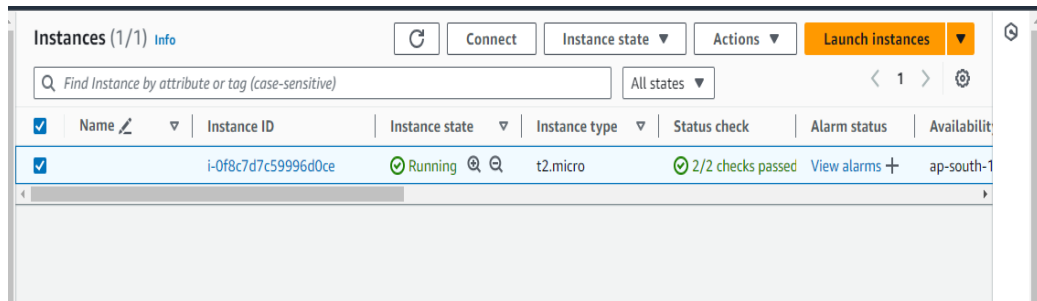 Instances (1/1) Info Connect Instance state ▼ Actions ▼ Launch instances ▼
Find Instance by attribute or tag (case-sensitive) All states ▼ < 1 >
Name Instance ID Instance state Instance type Status check Alarm status Availabilit
i-0f8c7d7c59996d0ce Running t2.micro 2/2 checks passed View alarms + ap-south-1